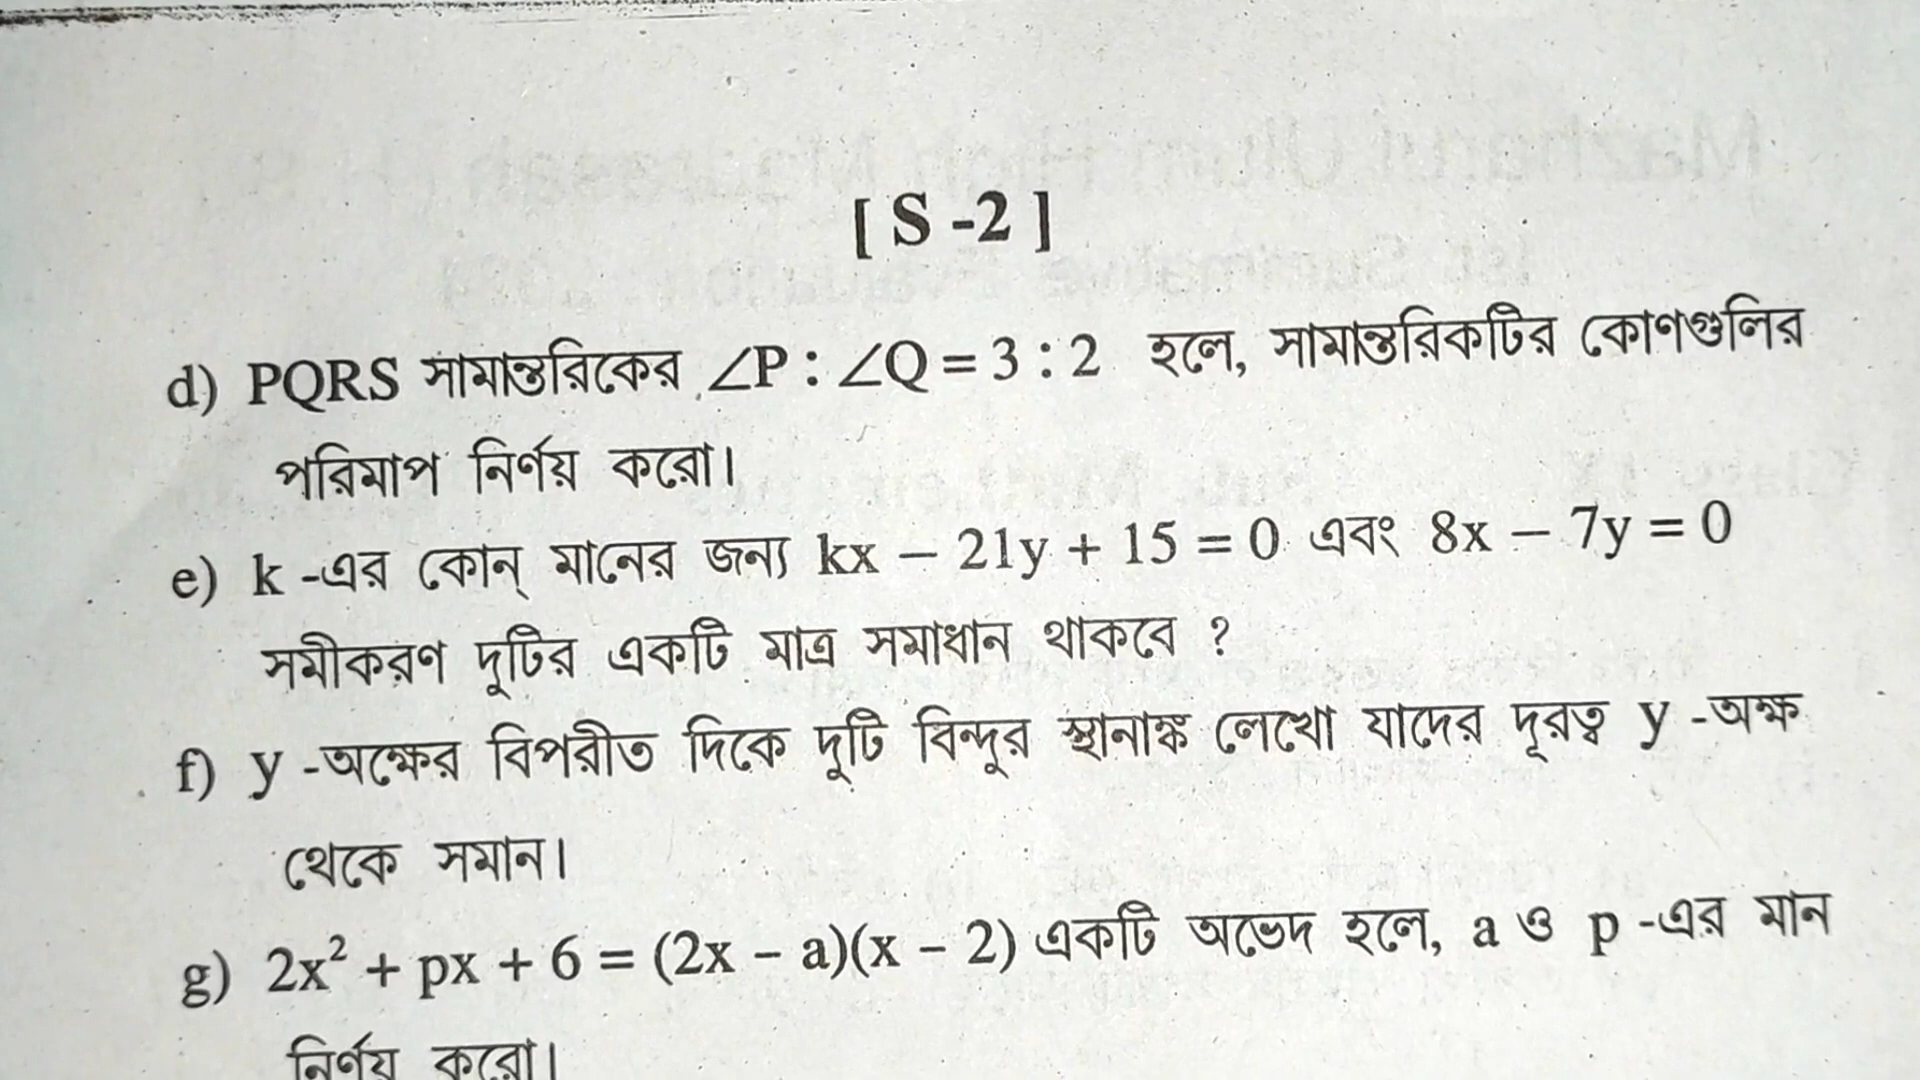 [ S -2 ]
d) PQRS সামান্তরিকের ∠P : ∠Q = 3 : 2 হলে, সামান্তরিকটির কোণগুলির
পরিমাপ নির্ণয় করো।
e) k -এর কোন্ মানের জন্য kx – 21y + 15 = 0 এবং 8x – 7y = 0
সমীকরণ দুটির একটি মাত্র সমাধান থাকবে ?
f) y -অক্ষের বিপরীত দিকে দুটি বিন্দুর স্থানাঙ্ক লেখো যাদের দূরত্ব y -অক্ষ
থেকে সমান।
g) 2x² + px + 6 = (2x – a)(x – 2) একটি অভেদ হলে, a ও p -এর মান
নির্ণয় করো।